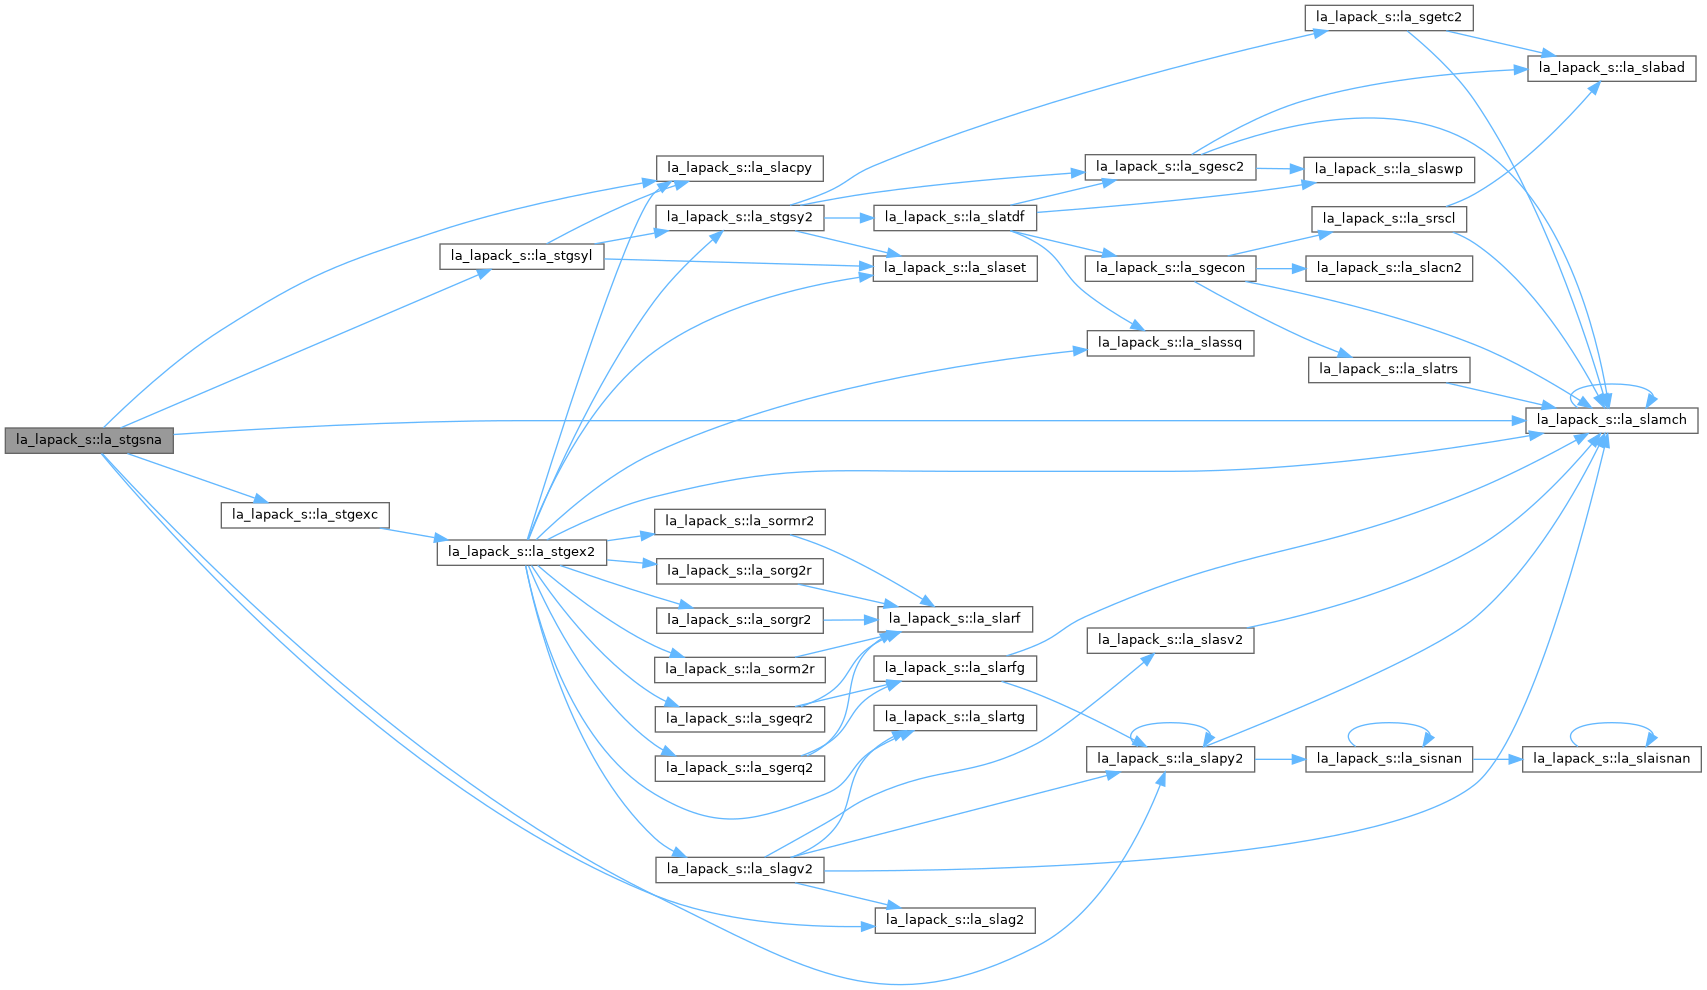 la_lapack_s::la_sgetc2
la_lapack_s::la_slabad
la_lapack_s::la_slacpy
la_lapack_s::la_sgesc2
la_lapack_s::la_slaswp
la_lapack_s::la_stgsy2
la_lapack_s::la_slatdf
la_lapack_s::la_srscl
la_lapack_s::la_stgsyl
la_lapack_s::la_slaset
la_lapack_s::la_sgecon
la_lapack_s::la_slacn2
la_lapack_s::la_slassq
la_lapack_s::la_slatrs
la_lapack_s::la_slamch
la_lapack_s::la_stgsna
la_lapack_s::la_stgexc
la_lapack_s::la_sormr2
la_lapack_s::la_stgex2
la_lapack_s::la_sorg2r
la_lapack_s::la_sorgr2
la_lapack_s::la_slarf
la_lapack_s::la_slasv2
la_lapack_s::la_sorm2r
la_lapack_s::la_slarfg
la_lapack_s::la_sgeqr2
la_lapack_s::la_slartg
la_lapack_s::la_sgerq2
la_lapack_s::la_slapy2
la_lapack_s::la_sisnan
la_lapack_s::la_slaisnan
la_lapack_s::la_slagv2
la_lapack_s::la_slag2